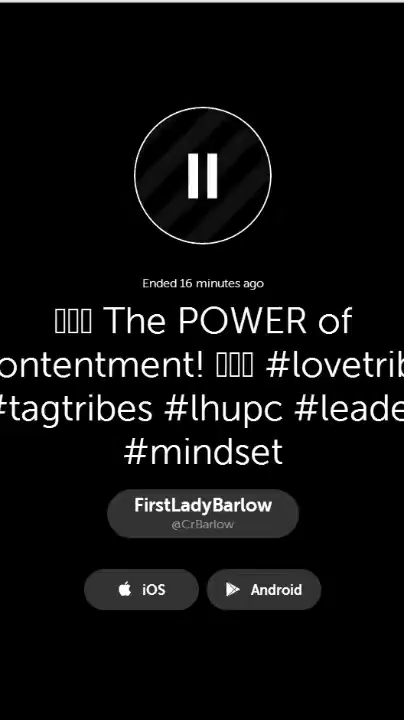 Ended 16 minutes ago
The POWER of
ontentment! #lovetrib
#tagtribes #lhupc #leade
#mindset
FirstLadyBarlow
@CrBarlow
iOS
Android